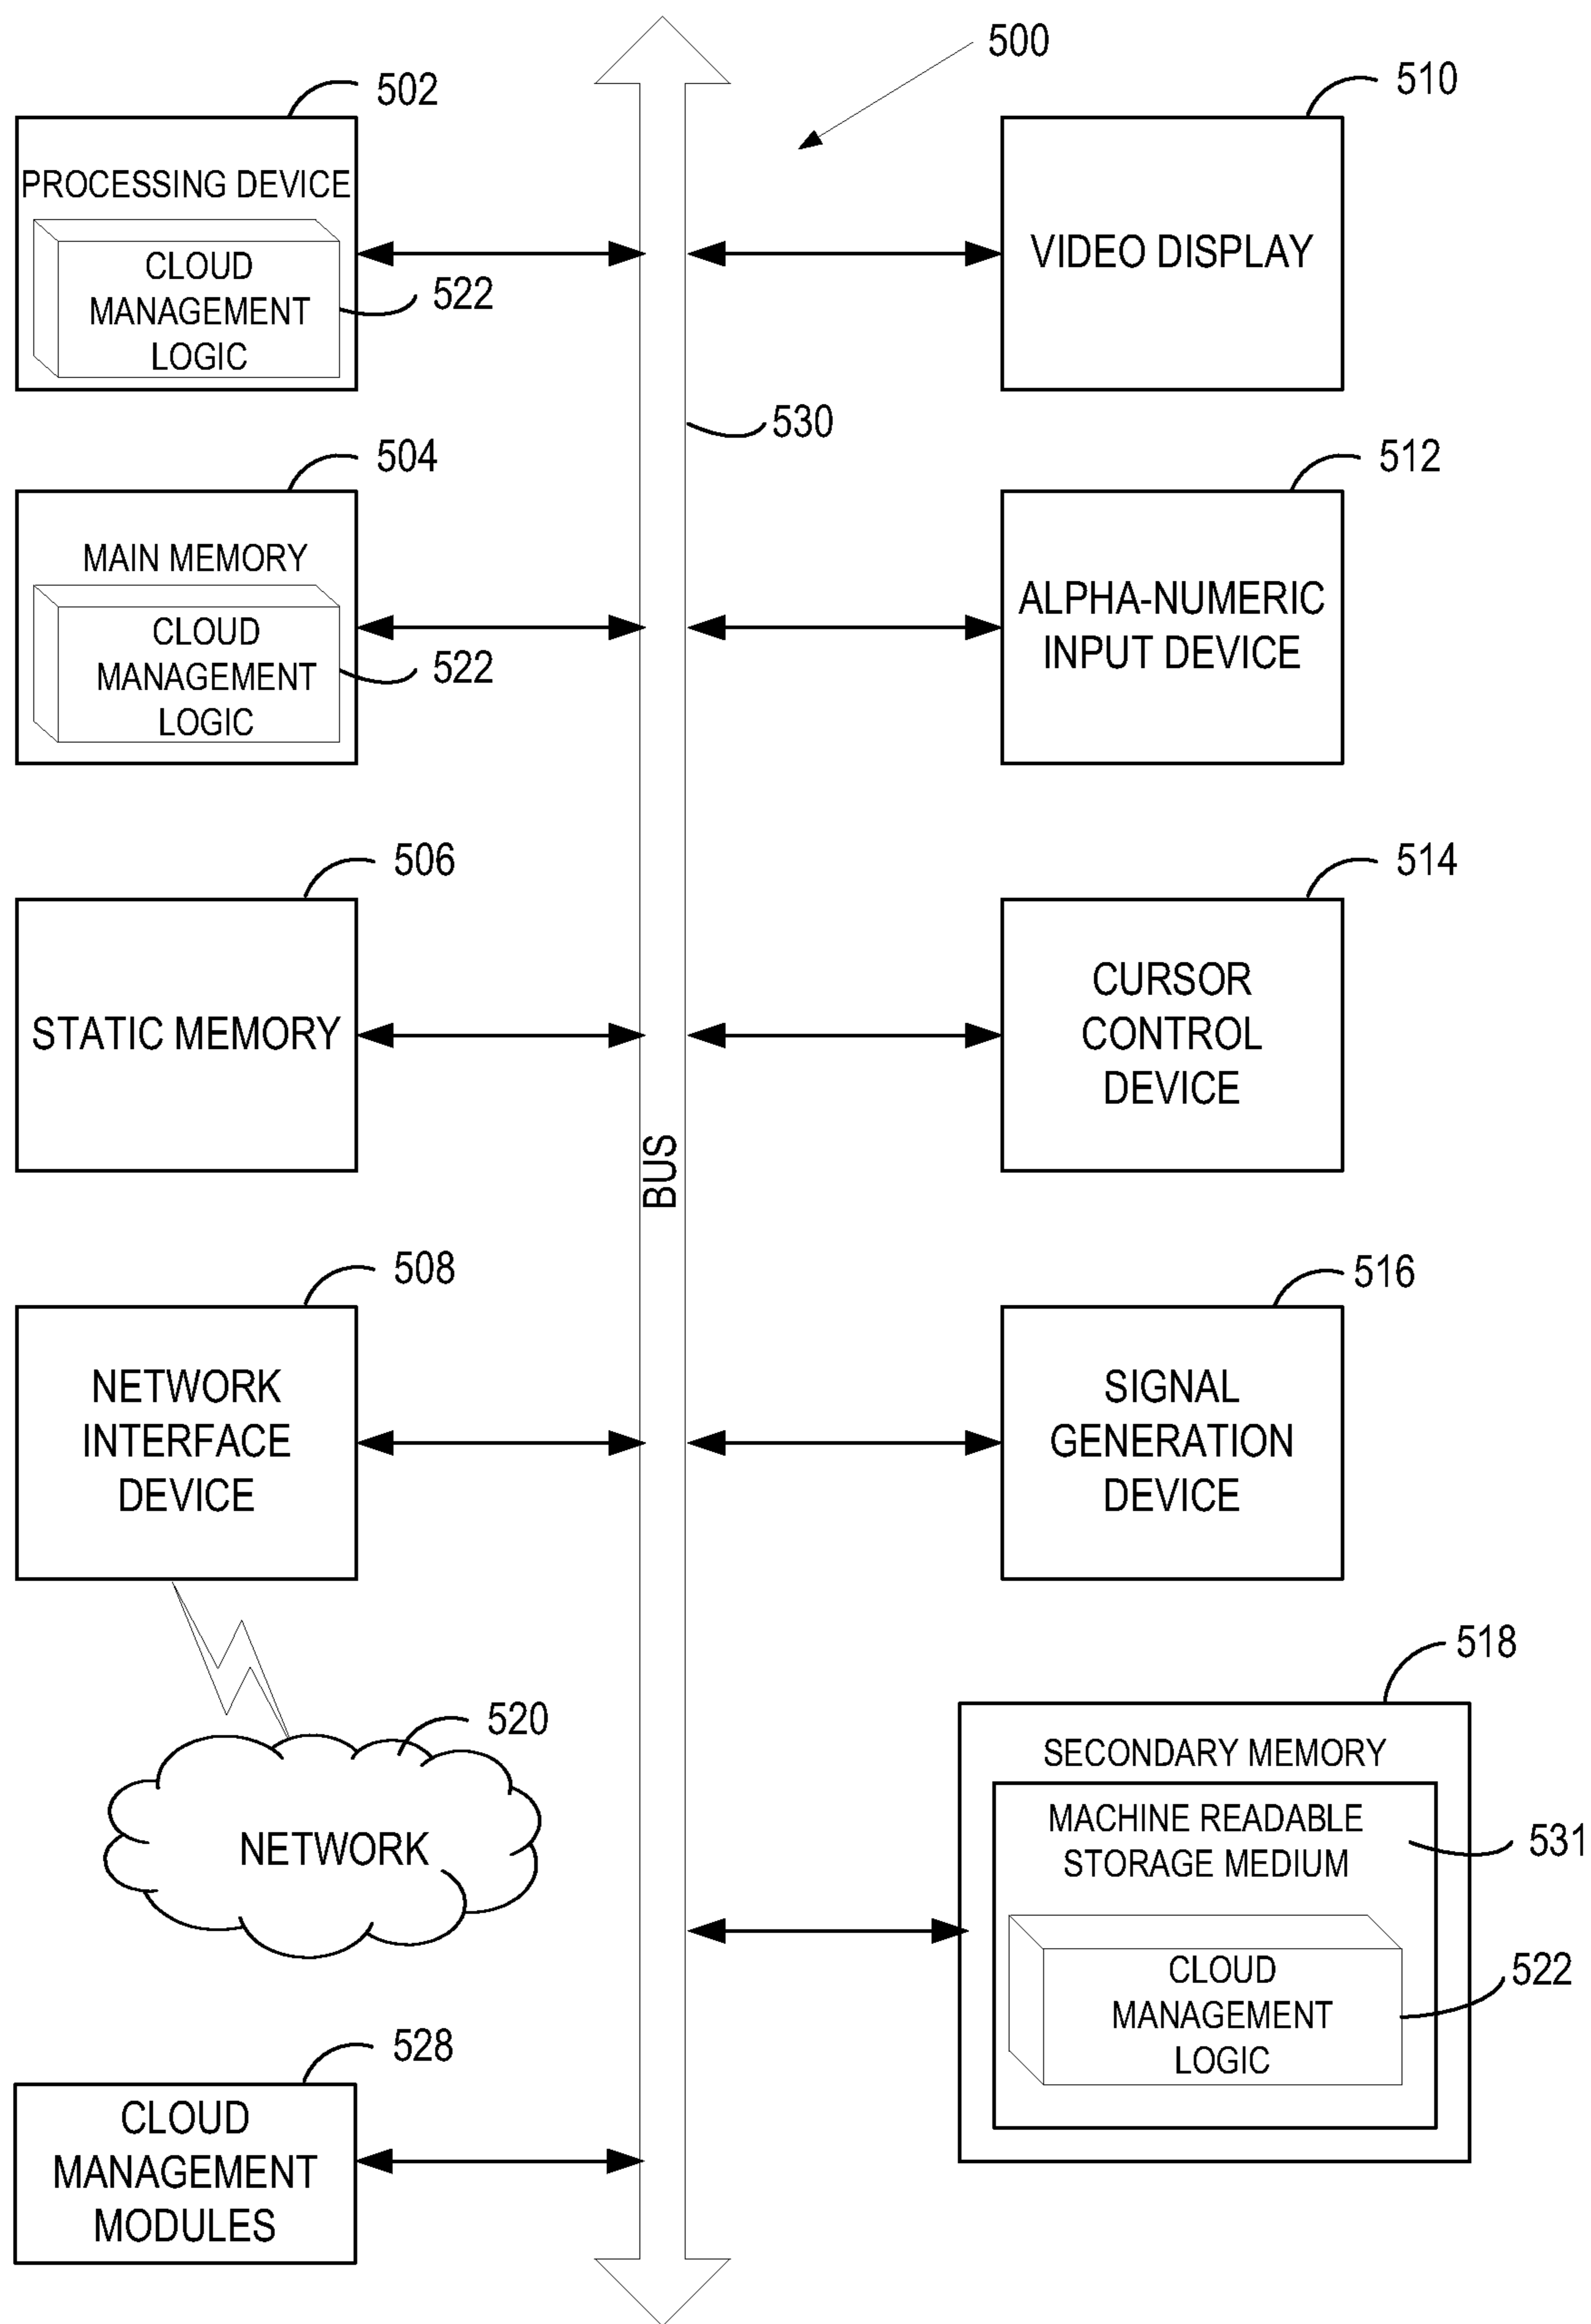 500
502
PROCESSING DEVICE
CLOUD
MANAGEMENT
LOGIC
522
510
VIDEO DISPLAY
530
504
MAIN MEMORY
CLOUD
MANAGEMENT
LOGIC
522
512
ALPHA-NUMERIC
INPUT DEVICE
506
STATIC MEMORY
514
CURSOR
CONTROL
DEVICE
BUS
508
NETWORK
INTERFACE
DEVICE
516
SIGNAL
GENERATION
DEVICE
520
NETWORK
518
SECONDARY MEMORY
MACHINE READABLE
STORAGE MEDIUM
531
CLOUD
MANAGEMENT
LOGIC
522
528
CLOUD
MANAGEMENT
MODULES